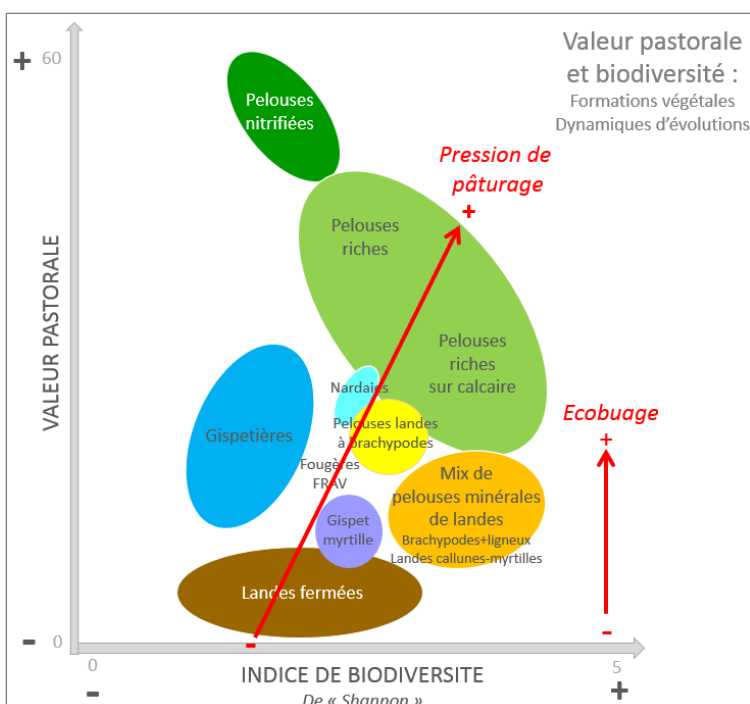 Valeur pastorale
et biodiversité :
Formations végétales
Dynamiques d'évolutions
+
60
VALEUR PASTORALE
Pelouses
nitrifiées
Pression de
pâturage
+
Pelouses
riches
Pelouses
riches
sur calcaire
Nardaies
Gispetières
Pelouses landes
à brachypodes
Ecobuage
+
Fougères
FRAV
Mix de
pelouses minérales
de landes
Brachypodes+ligneux
Landes callunes-myrtilles
Gispet
myrtille
Landes fermées
-
-
- 0
0
INDICE DE BIODIVERSITE
5
-
De « Shannon »
+